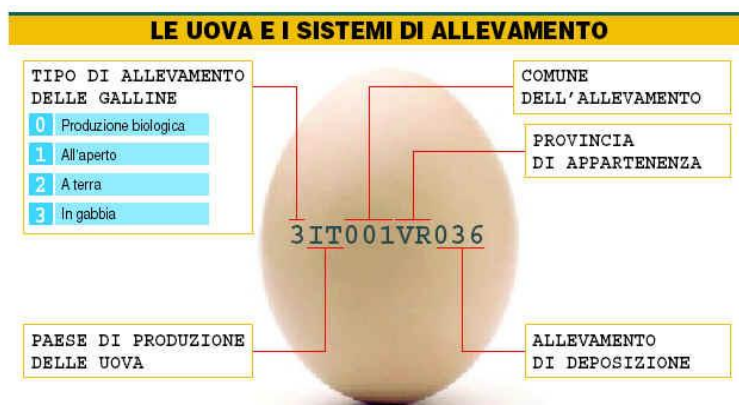 LE UOVA E I SISTEMI DI ALLEVAMENTO
TIPO DI ALLEVAMENTO
DELLE GALLINE
0 Produzione biologica
1 All'aperto
2 A terra
3 In gabbia
COMUNE
DELL'ALLEVAMENTO
PROVINCIA
DI APPARTENENZA
3IT001VR036
PAESE DI PRODUZIONE
DELLE UOVA
ALLEVAMENTO
DI DEPOSIZIONE